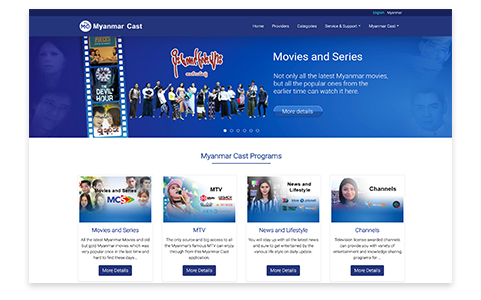 English Myanmar
MC Myanmar Cast
Home Providers Categories Service & Support Myanmar Cast
Movies and Series
Not only all the latest Myanmar movies,
but all the popular ones from the
earlier time can watch it here.
More details
DEVIL
HOUR
Myanmar Cast Programs
Movies and Series
MCS
MTV
News and
Lifestyle
Channels
Movies and Series
All the latest Myanmar Movies and old
but gold Myanmar movies which was
very popular once in the last time and
hard to find these days...
More Details
MTV
The only source and big access to all
the Myanmar's famous MTV can enjoy
through from this Myanmar Cast
application.
More Details
News and Lifestyle
You will stay up with all the latest news
and sure to get entertained by the
various life style on daily update.
More Details
Channels
Television license awarded channels
can provide you with variety of
entertainment and knowledge sharing
programs for ...
More Details